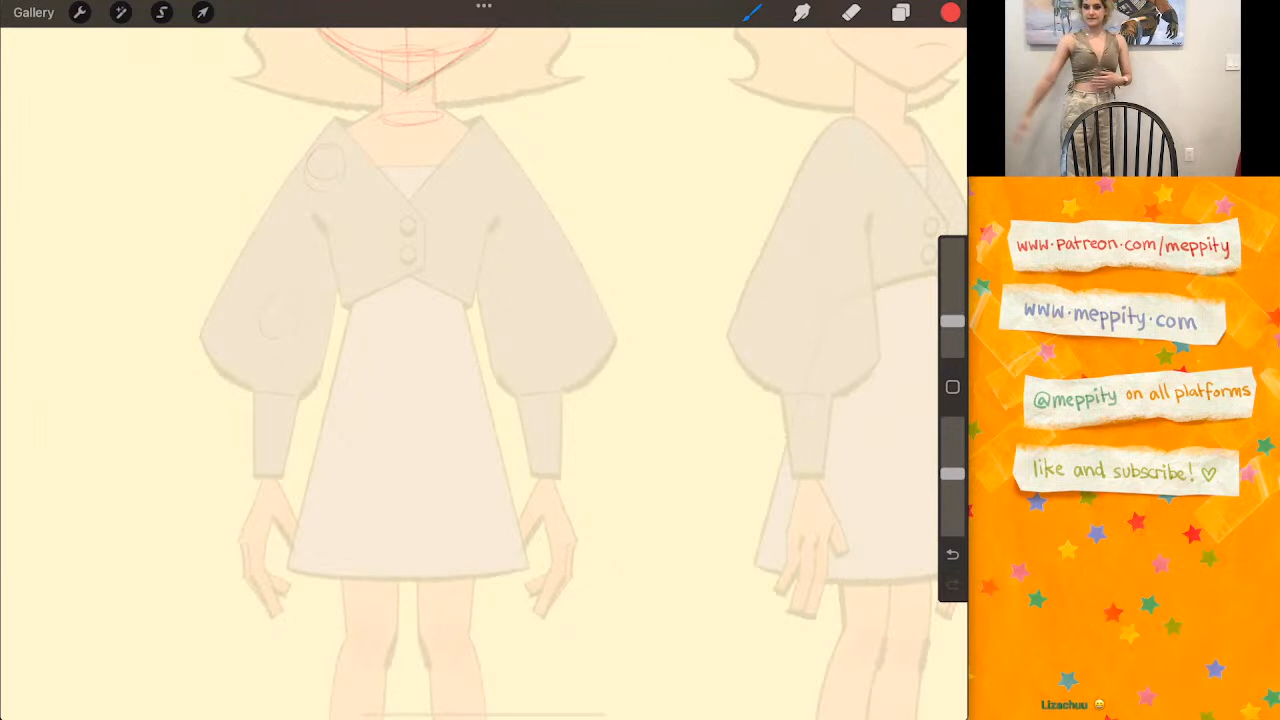 Gallery
www.patreon.com/meppity
www.meppity.com
@meppity on all platforms
like and subscribe! ♡
Lizachuu 😀